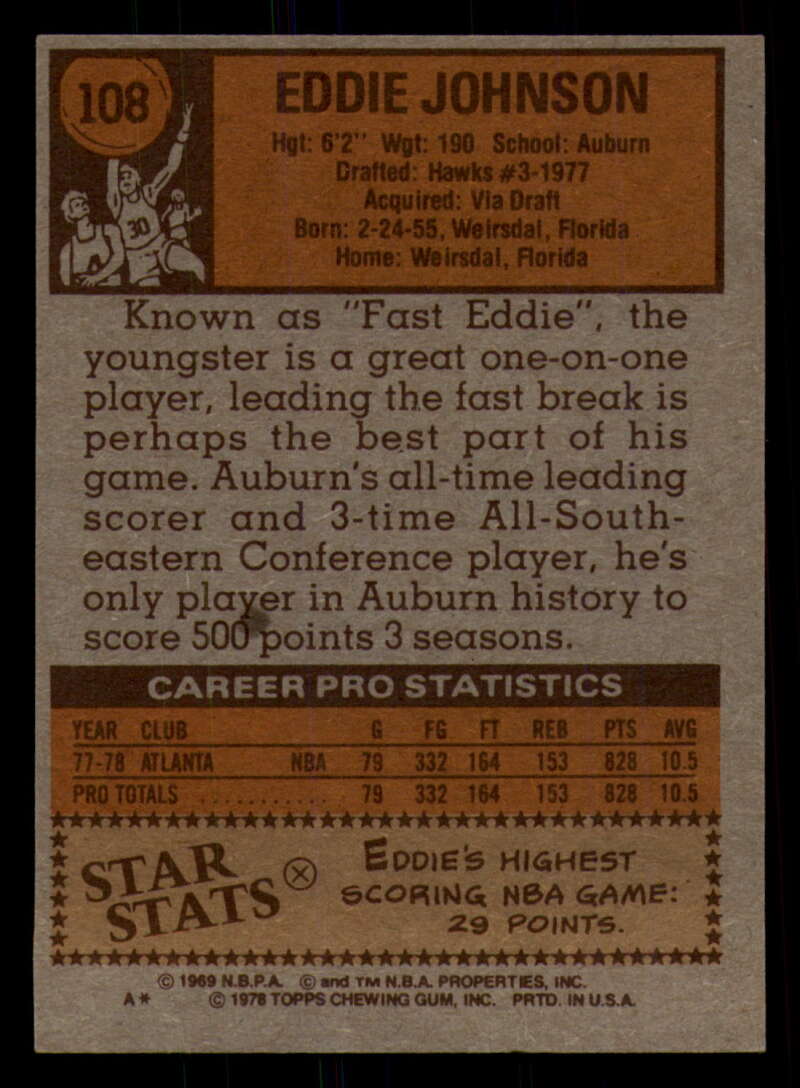 108
EDDIE JOHNSON
Hgt: 6'2" Wgt: 190 School: Auburn
Drafted: Hawks #3-1977
Acquired: Via Draft
Born: 2-24-55, Weirsdal, Florida
Home: Weirsdal, Florida
30
Known as "Fast Eddie", the
youngster is a great one-on-one
player, leading the fast break is
perhaps the best part of his
game. Auburn's all-time leading
scorer and 3-time All-South-
eastern Conference player, he's
only player in Auburn history to
score 500 points 3 seasons.
CAREER PRO STATISTICS
YEAR CLUB G FG FT REB PTS AVG
77-78 ATLANTA NBA 79 332 164 153 828 10.5
PRO TOTALS ............ 79 332 164 153 828 10.5
STAR STATS
EDDIE'S HIGHEST
SCORING NBA GAME:
29 POINTS.
© 1969 N.B.P.A. © and TM N.B.A. PROPERTIES, INC.
A* © 1978 TOPPS CHEWING GUM, INC. PRTD. IN U.S.A.